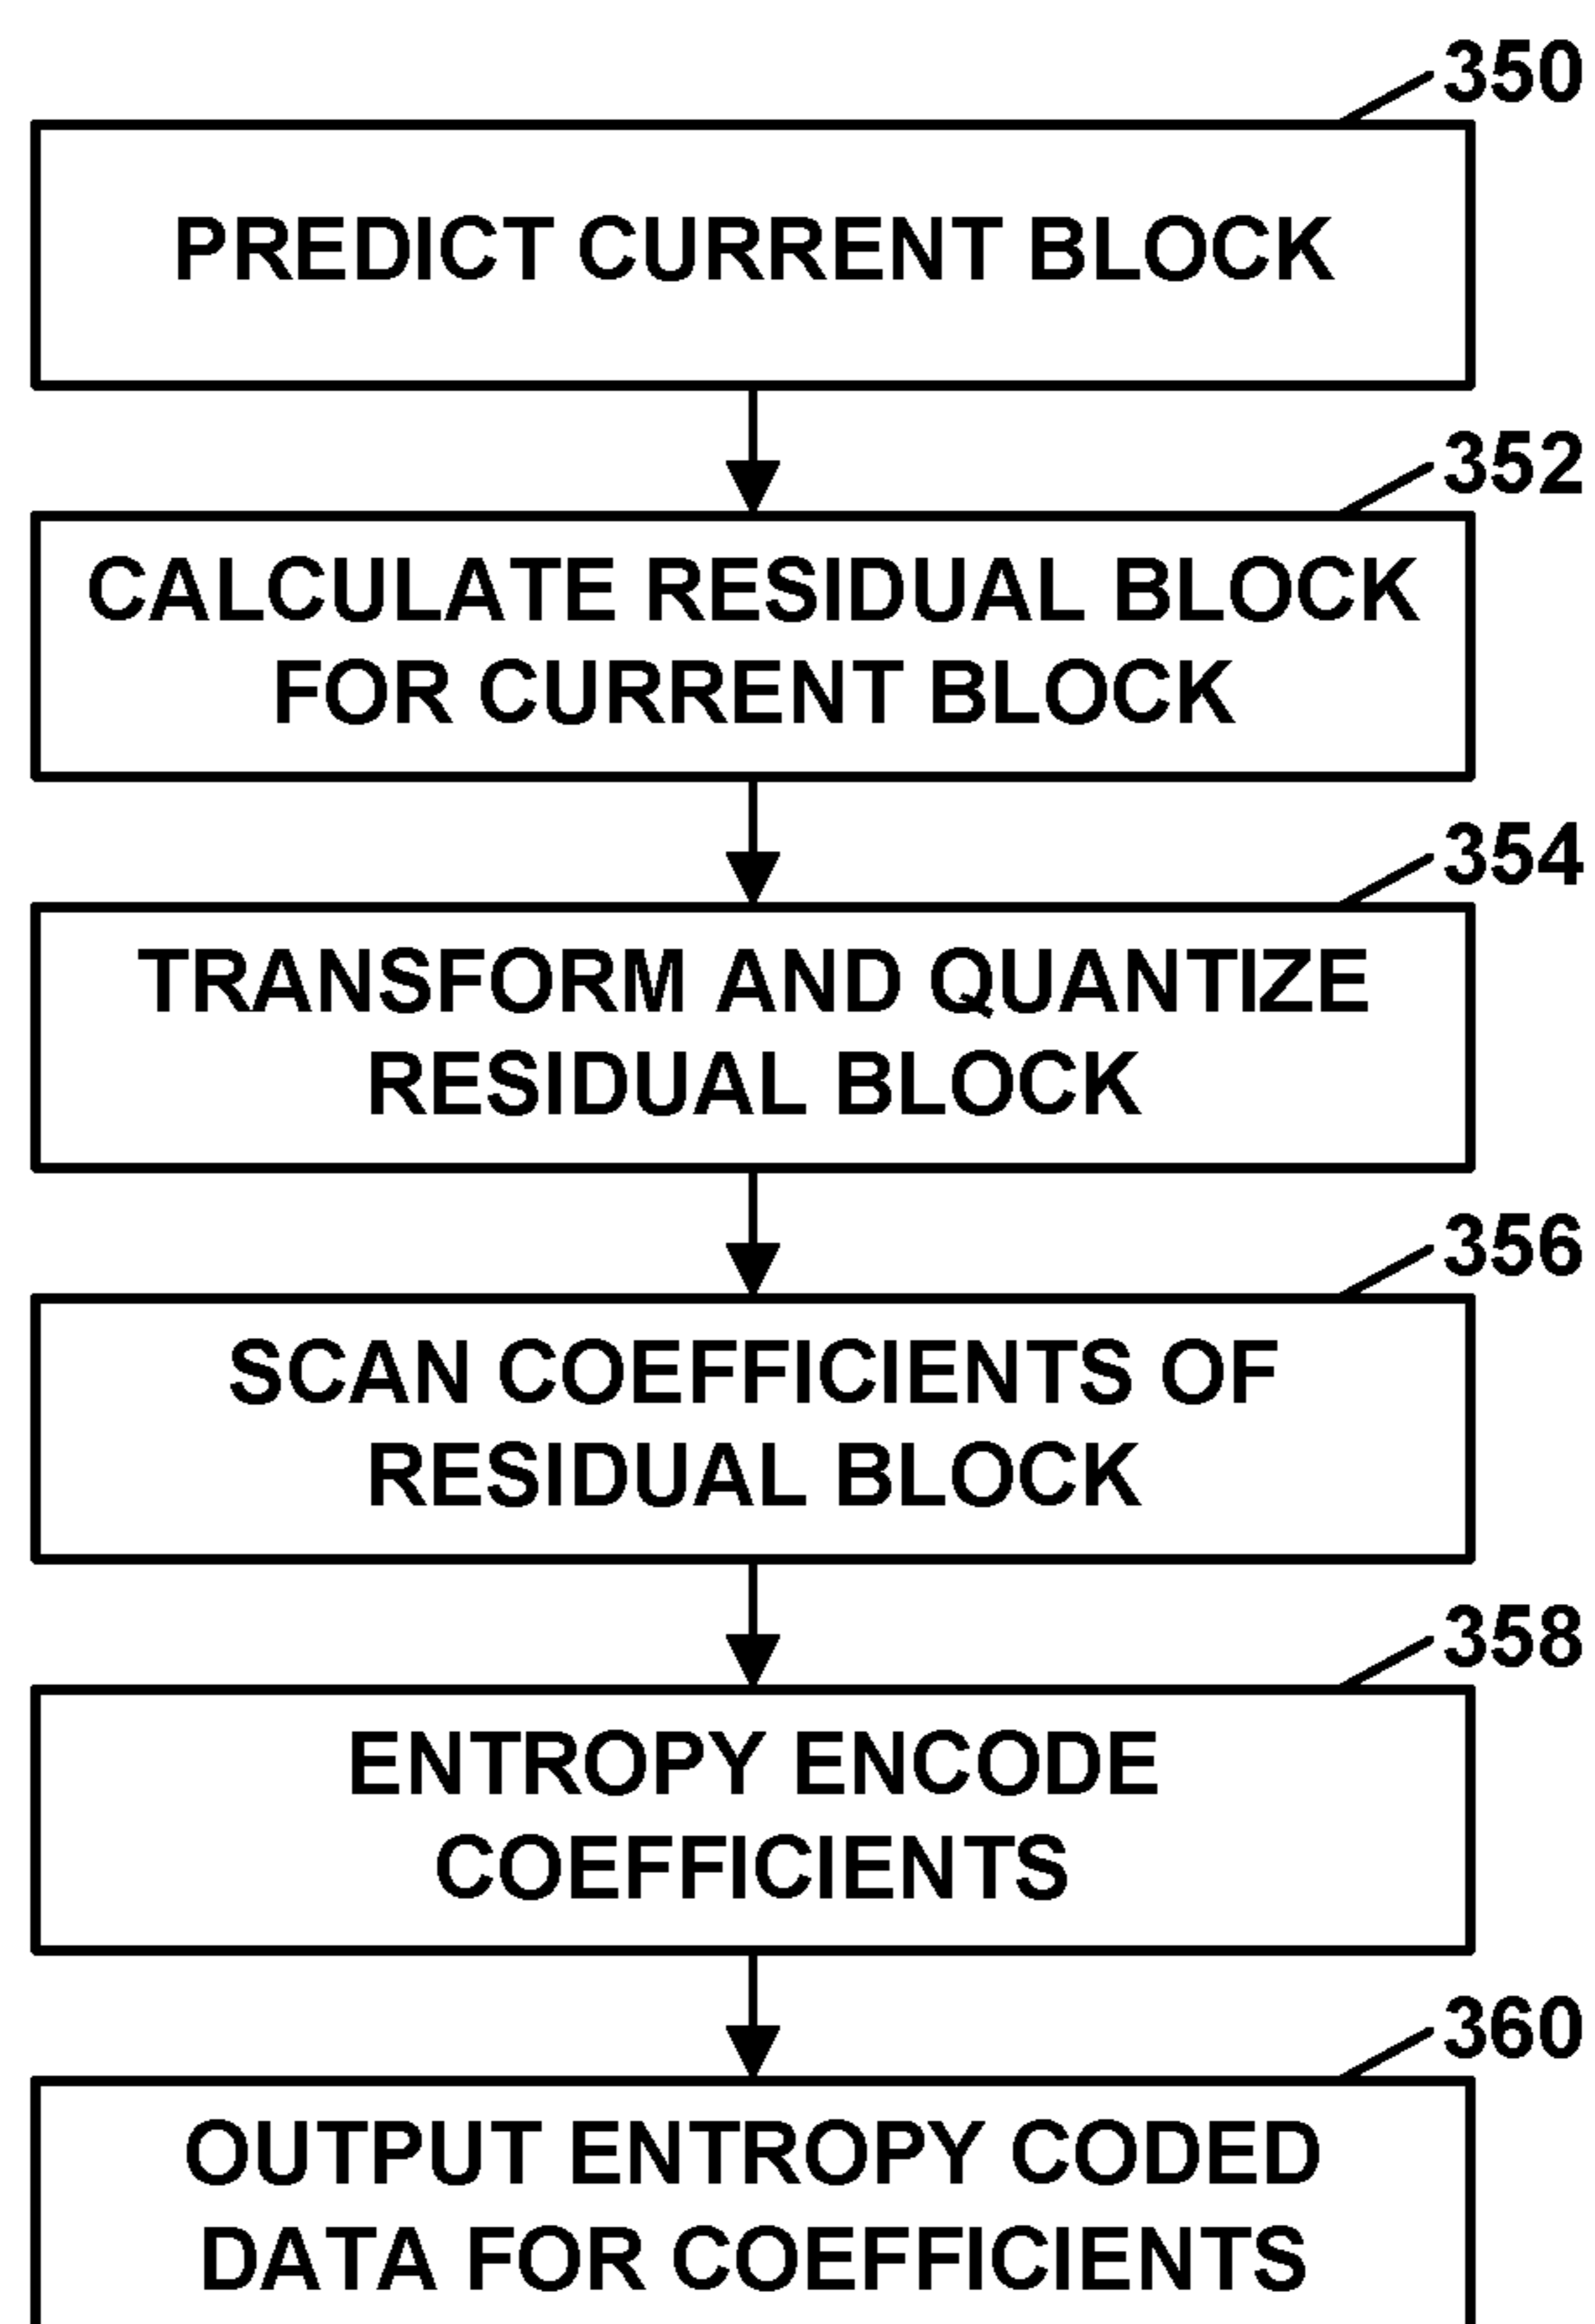 350
PREDICT CURRENT BLOCK
352
CALCULATE RESIDUAL BLOCK
FOR CURRENT BLOCK
354
TRANSFORM AND QUANTIZE
RESIDUAL BLOCK
356
SCAN COEFFICIENTS OF
RESIDUAL BLOCK
358
ENTROPY ENCODE
COEFFICIENTS
360
OUTPUT ENTROPY CODED
DATA FOR COEFFICIENTS